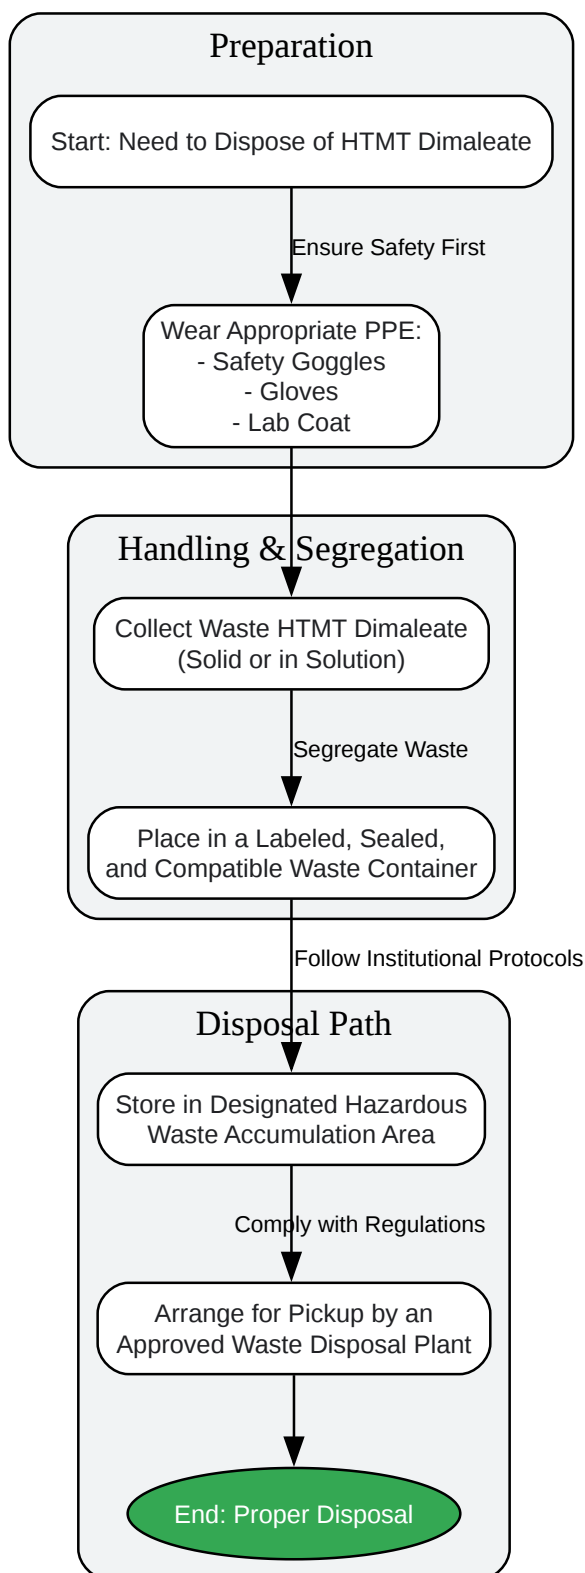 Preparation
Start: Need to Dispose of HTMT Dimaleate
Ensure Safety First
Wear Appropriate PPE:
- Safety Goggles
- Gloves
- Lab Coat
Handling & Segregation
Collect Waste HTMT Dimaleate
(Solid or in Solution)
Segregate Waste
Place in a Labeled, Sealed,
and Compatible Waste Container
Follow Institutional Protocols
Disposal Path
Store in Designated Hazardous
Waste Accumulation Area
Comply with Regulations
Arrange for Pickup by an
Approved Waste Disposal Plant
End: Proper Disposal